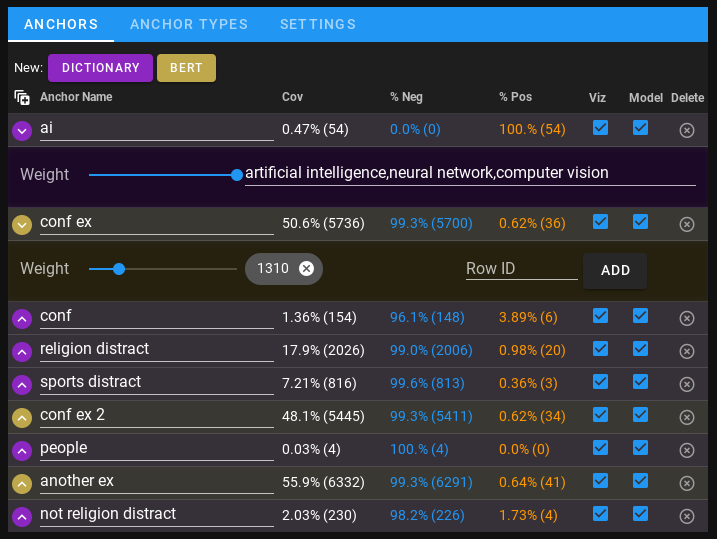 ANCHORS ANCHOR TYPES SETTINGS
New: DICTIONARY BERT
Anchor Name Cov % Neg % Pos Viz Model Delete
ai 0.47% (54) 0.0% (0) 100.% (54)
Weight artificial intelligence,neural network,computer vision
conf ex 50.6% (5736) 99.3% (5700) 0.62% (36)
Weight 1310 Row ID ADD
conf 1.36% (154) 96.1% (148) 3.89% (6)
religion distract 17.9% (2026) 99.0% (2006) 0.98% (20)
sports distract 7.21% (816) 99.6% (813) 0.36% (3)
conf ex 2 48.1% (5445) 99.3% (5411) 0.62% (34)
people 0.03% (4) 100.% (4) 0.0% (0)
another ex 55.9% (6332) 99.3% (6291) 0.64% (41)
not religion distract 2.03% (230) 98.2% (226) 1.73% (4)